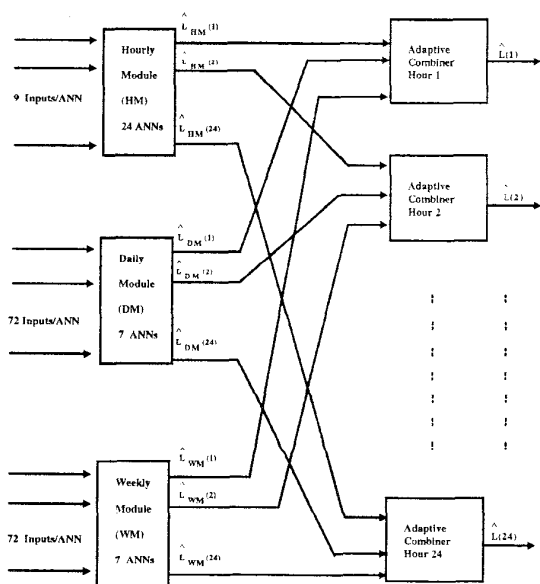 9 Inputs/ANN
Hourly
Module
(HM)
24 ANNs
L̂ HM (1)
L̂ HM (2)
L̂ HM (24)
Adaptive
Combiner
Hour 1
L̂(1)
Adaptive
Combiner
Hour 2
L̂(2)
72 Inputs/ANN
Daily
Module
(DM)
7 ANNs
L̂ DM (1)
L̂ DM (2)
L̂ DM (24)
72 Inputs/ANN
Weekly
Module
(WM)
7 ANNs
L̂ WM (1)
L̂ WM (2)
L̂ WM (24)
Adaptive
Combiner
Hour 24
L̂(24)